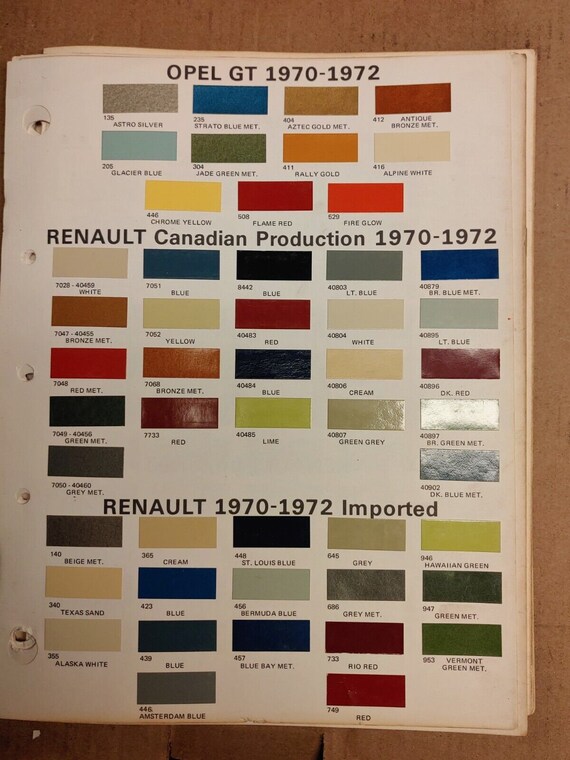 OPEL GT 1970-1972
135 ASTRO SILVER
235 STRATO BLUE MET.
404 AZTEC GOLD MET.
412 ANTIQUE BRONZE MET.
205 GLACIER BLUE
304 JADE GREEN MET.
411 RALLY GOLD
416 ALPINE WHITE
446 CHROME YELLOW
508 FLAME RED
529 FIRE GLOW
RENAULT Canadian Production 1970-1972
7028 - 40459 WHITE
7051 BLUE
8442 BLUE
40803 LT. BLUE
40879 BR. BLUE MET.
7047 - 40455 BRONZE MET.
7052 YELLOW
40483 RED
40804 WHITE
40895 LT. BLUE
7048 RED MET.
7068 BRONZE MET.
40484 BLUE
40806 CREAM
40896 DK. RED
7049 - 40456 GREEN MET.
7733 RED
40485 LIME
40807 GREEN GREY
40897 BR. GREEN MET.
7050 - 40460 GREY MET.
40902 DK. BLUE MET.
RENAULT 1970-1972 Imported
140 BEIGE MET.
365 CREAM
448 ST. LOUIS BLUE
645 GREY
946 HAWAIIAN GREEN
340 TEXAS SAND
423 BLUE
456 BERMUDA BLUE
686 GREY MET.
947 GREEN MET.
355 ALASKA WHITE
439 BLUE
457 BLUE BAY MET.
733 RIO RED
953 VERMONT GREEN MET.
446 AMSTERDAM BLUE
749 RED